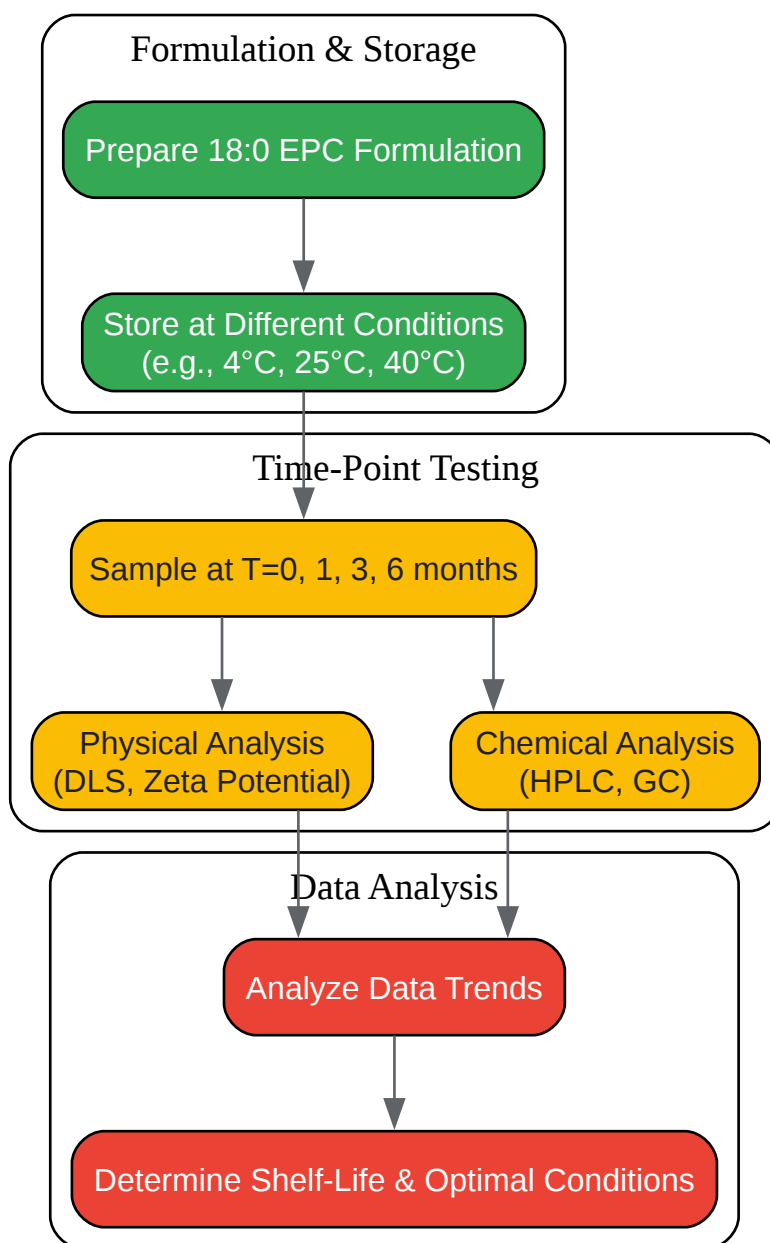 Formulation & Storage
Prepare 18:0 EPC Formulation
Store at Different Conditions
(e.g., 4°C, 25°C, 40°C)
Time-Point Testing
Sample at T=0, 1, 3, 6 months
Physical Analysis
(DLS, Zeta Potential)
Chemical Analysis
(HPLC, GC)
Data Analysis
Analyze Data Trends
Determine Shelf-Life & Optimal Conditions